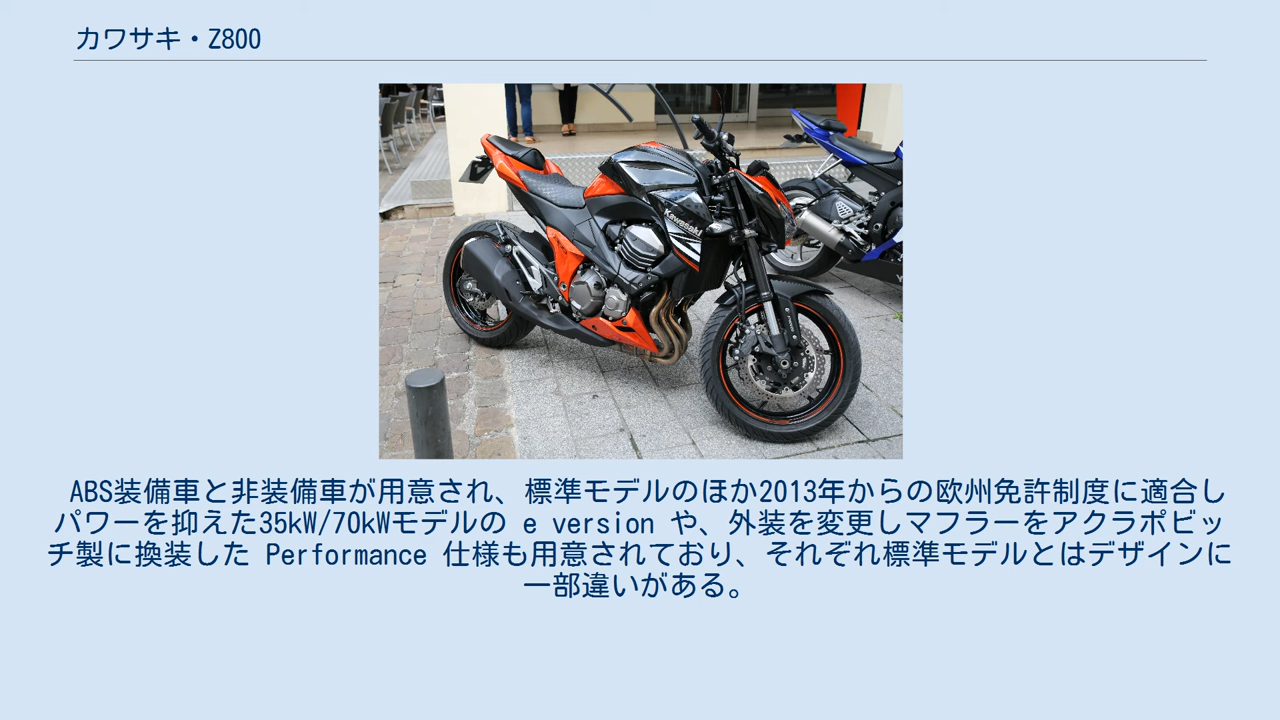 カワサキ・Z800
Kawasaki
ABS装備車と非装備車が用意され、標準モデルのほか2013年からの欧州免許制度に適合し
パワーを抑えた35kW/70kWモデルの e version や、外装を変更しマフラーをアクラポビッ
チ製に換装した Performance 仕様も用意されており、それぞれ標準モデルとはデザインに
一部違いがある。